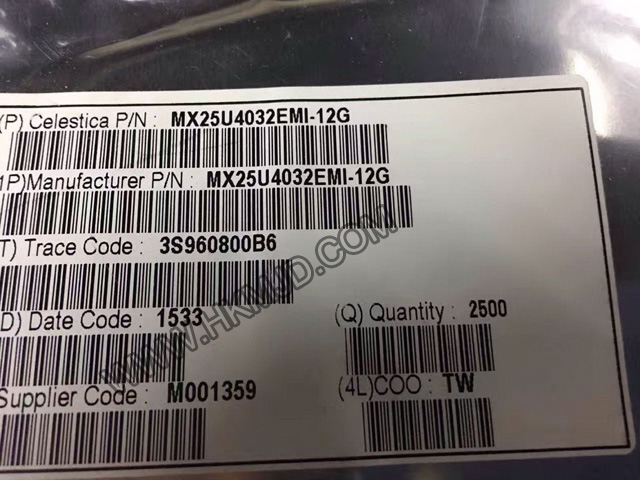 (P) Celestica P/N : MX25U4032EMI-12G
1P)Manufacturer P/N : MX25U4032EMI-12G
T) Trace Code : 3S960800B6
D) Date Code : 1533
(Q) Quantity : 2500
Supplier Code : M001359
(4L)COO : TW
WWW.HKMJD.COM